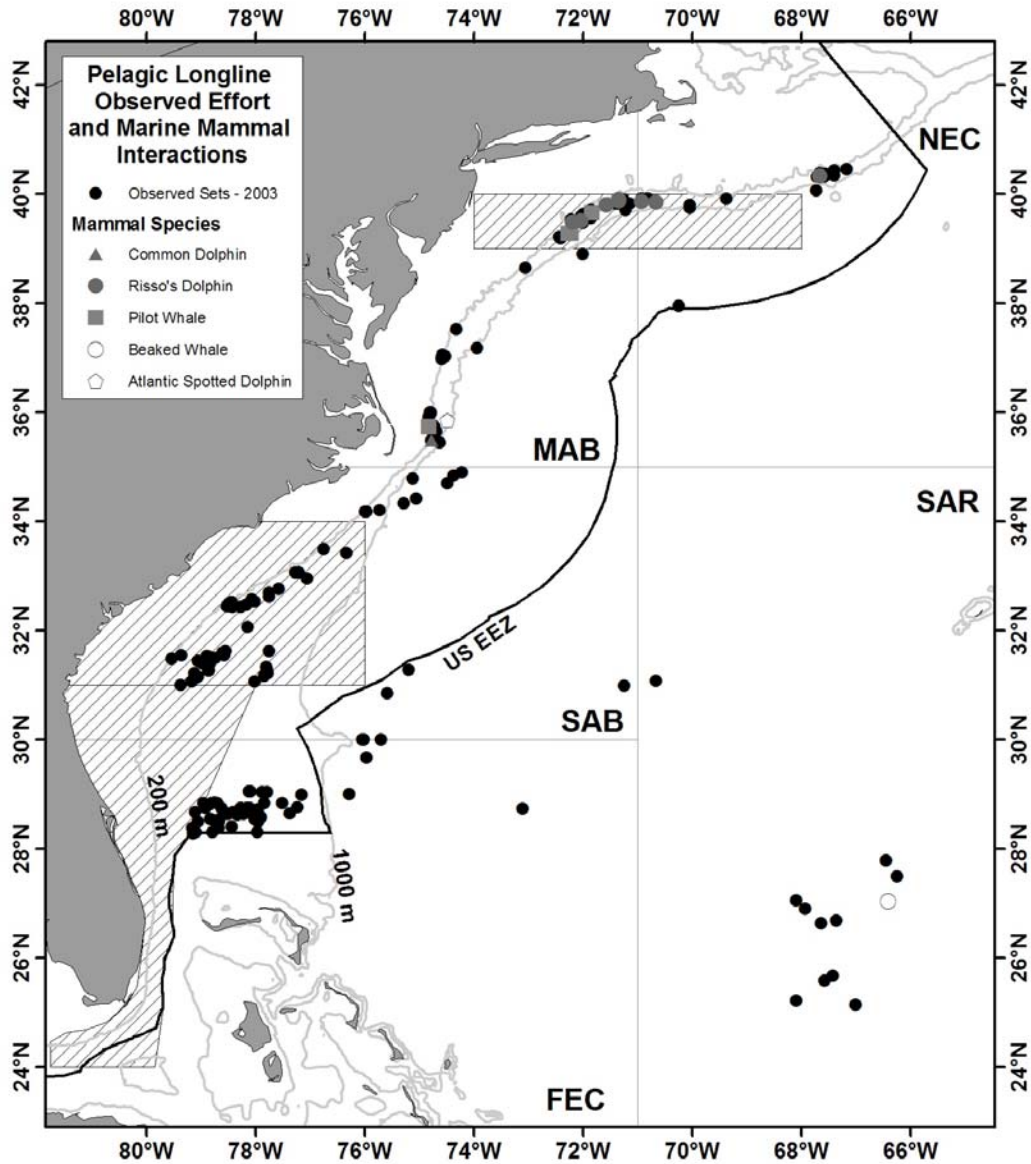 80°W 78°W 76°W 74°W 72°W 70°W 68°W 66°W
Pelagic Longline
Observed Effort
and Marine Mammal
Interactions
Observed Sets - 2003
Mammal Species
Common Dolphin
Risso's Dolphin
Pilot Whale
Beaked Whale
Atlantic Spotted Dolphin
42°N 42°N
NEC
40°N 40°N
38°N 38°N
36°N 36°N
MAB
SAR
34°N 34°N
32°N 32°N
US EEZ
SAB
30°N 30°N
200 m
28°N 28°N
1000 m
26°N 26°N
24°N 24°N
FEC
80°W 78°W 76°W 74°W 72°W 70°W 68°W 66°W